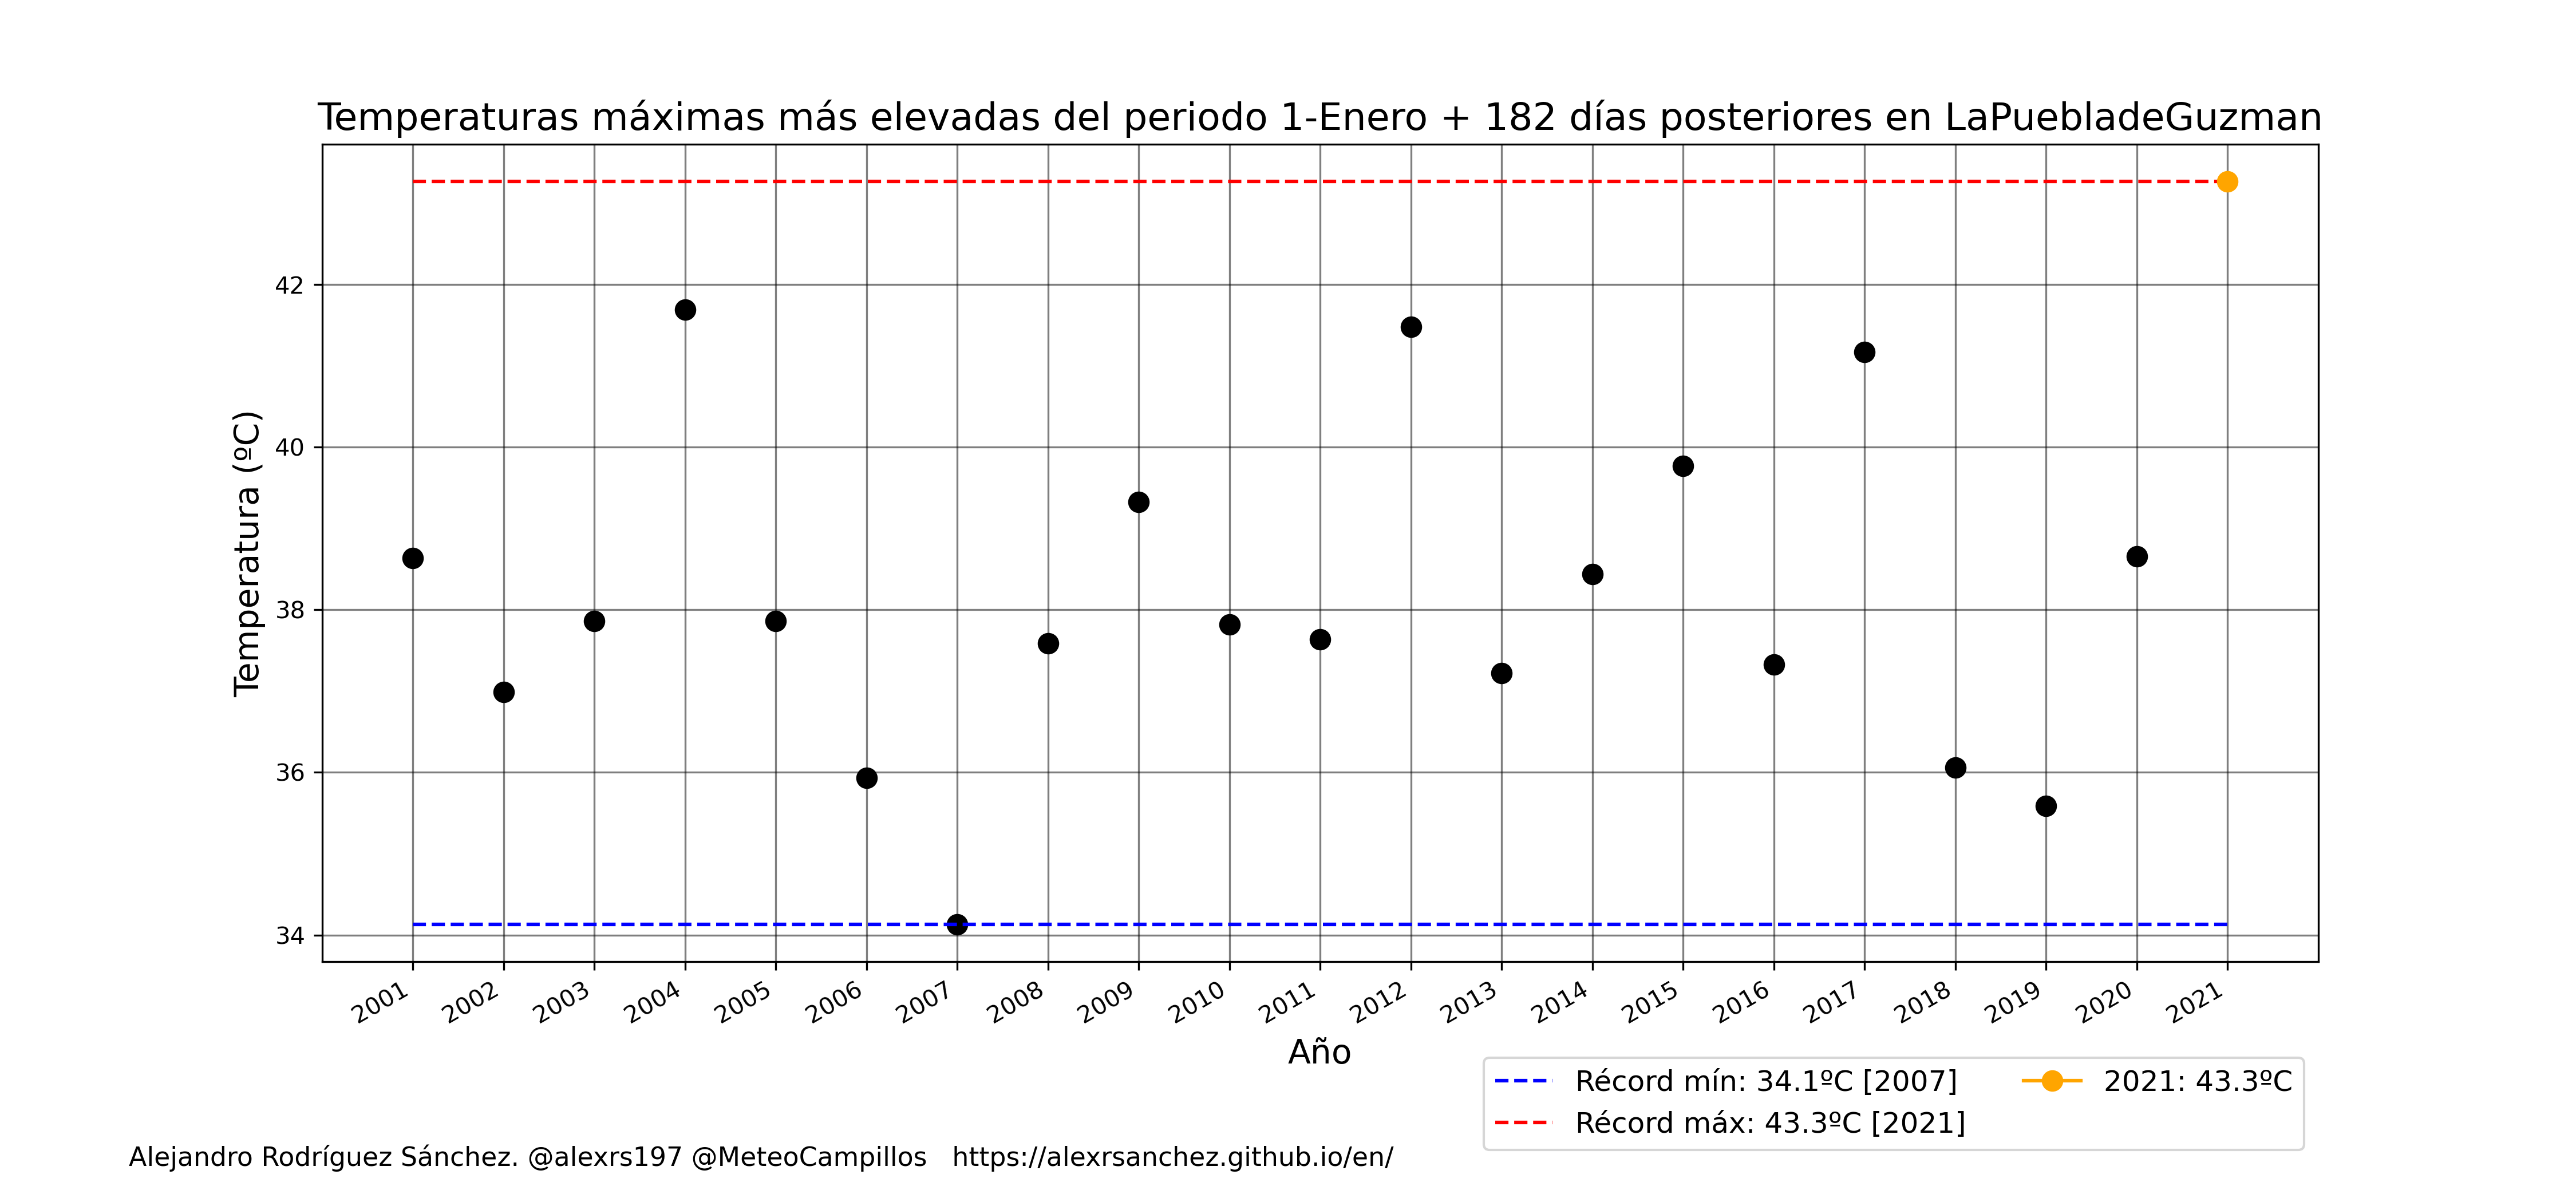 Temperaturas máximas más elevadas del periodo 1-Enero + 182 días posteriores en LaPuebladeGuzman
Temperatura (ºC)
42
40
38
36
34
2001 2002 2003 2004 2005 2006 2007 2008 2009 2010 2011 2012 2013 2014 2015 2016 2017 2018 2019 2020 2021
Año
Récord mín: 34.1ºC [2007]
Récord máx: 43.3ºC [2021]
2021: 43.3ºC
Alejandro Rodríguez Sánchez. @alexrs197 @MeteoCampillos https://alexrsanchez.github.io/en/